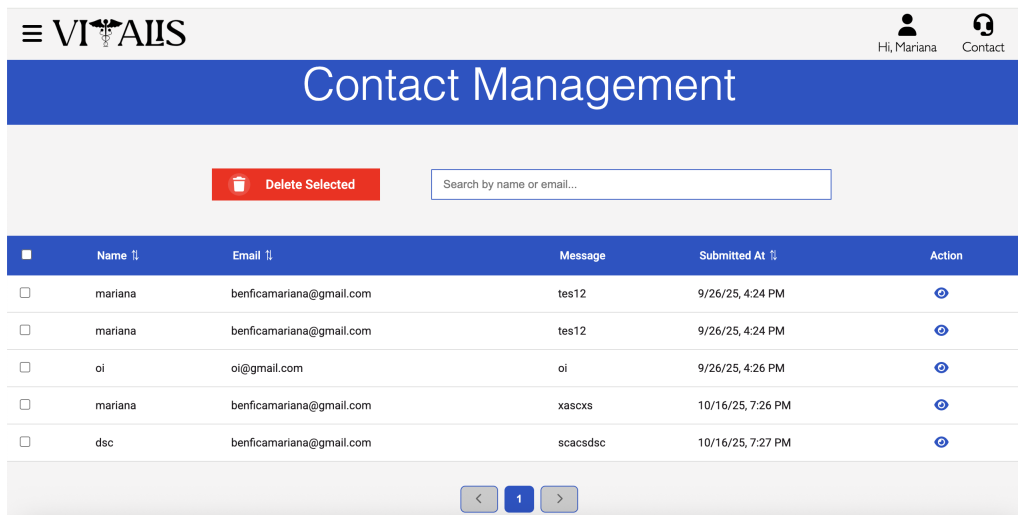 VITALIS
Hi, Mariana
Contact
Contact Management
Delete Selected
Search by name or email...
Name Email Message Submitted At Action
mariana benficamariana@gmail.com tes12 9/26/25, 4:24 PM
mariana benficamariana@gmail.com tes12 9/26/25, 4:24 PM
oi oi@gmail.com oi 9/26/25, 4:26 PM
mariana benficamariana@gmail.com xascxs 10/16/25, 7:26 PM
dsc benficamariana@gmail.com scacsdsc 10/16/25, 7:27 PM
1